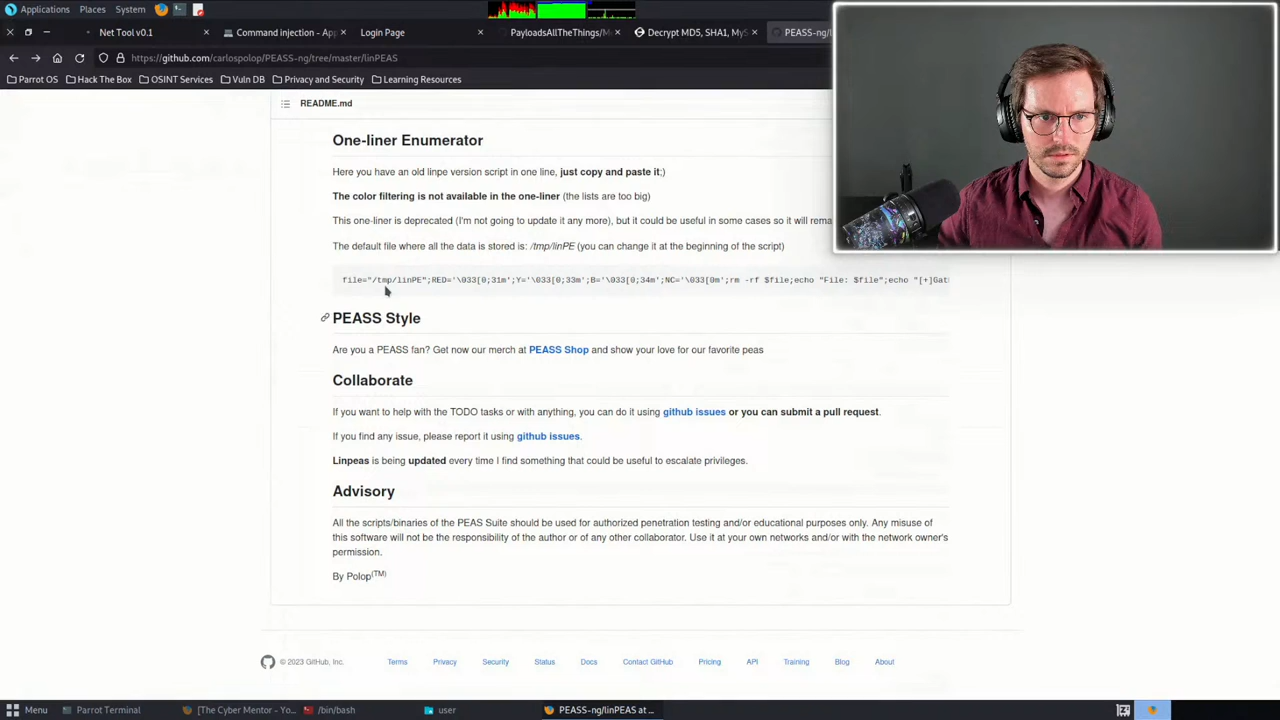 Applications Places System
Net Tool v0.1
Command injection - Ap
Login Page
PayloadsAllTheThings/M
Decrypt MD5, SHA1, MyS
PEASS-ng/l
https://github.com/carlospolop/PEASS-ng/tree/master/linPEAS
Parrot OS Hack The Box OSINT Services Vuln DB Privacy and Security Learning Resources
README.md
One-liner Enumerator
Here you have an old linpe version script in one line, just copy and paste it;)
The color filtering is not available in the one-liner (the lists are too big)
This one-liner is deprecated (I'm not going to update it any more), but it could be useful in some cases so it will rema
The default file where all the data is stored is: /tmp/linPE (you can change it at the beginning of the script)
file="/tmp/linPE";RED='\033[0;31m';Y='\033[0;33m';B='\033[0;34m';NC='\033[0m';rm -rf $file;echo "File: $file";echo "[+]Gat
PEASS Style
Are you a PEASS fan? Get now our merch at PEASS Shop and show your love for our favorite peas
Collaborate
If you want to help with the TODO tasks or with anything, you can do it using github issues or you can submit a pull request.
If you find any issue, please report it using github issues.
Linpeas is being updated every time I find something that could be useful to escalate privileges.
Advisory
All the scripts/binaries of the PEAS Suite should be used for authorized penetration testing and/or educational purposes only. Any misuse of
this software will not be the responsibility of the author or of any other collaborator. Use it at your own networks and/or with the network owner's
permission.
By Polop(TM)
© 2023 GitHub, Inc. Terms Privacy Security Status Docs Contact GitHub Pricing API Training Blog About
Menu Parrot Terminal [The Cyber Mentor - Yo... /bin/bash user PEASS-ng/linPEAS at ...